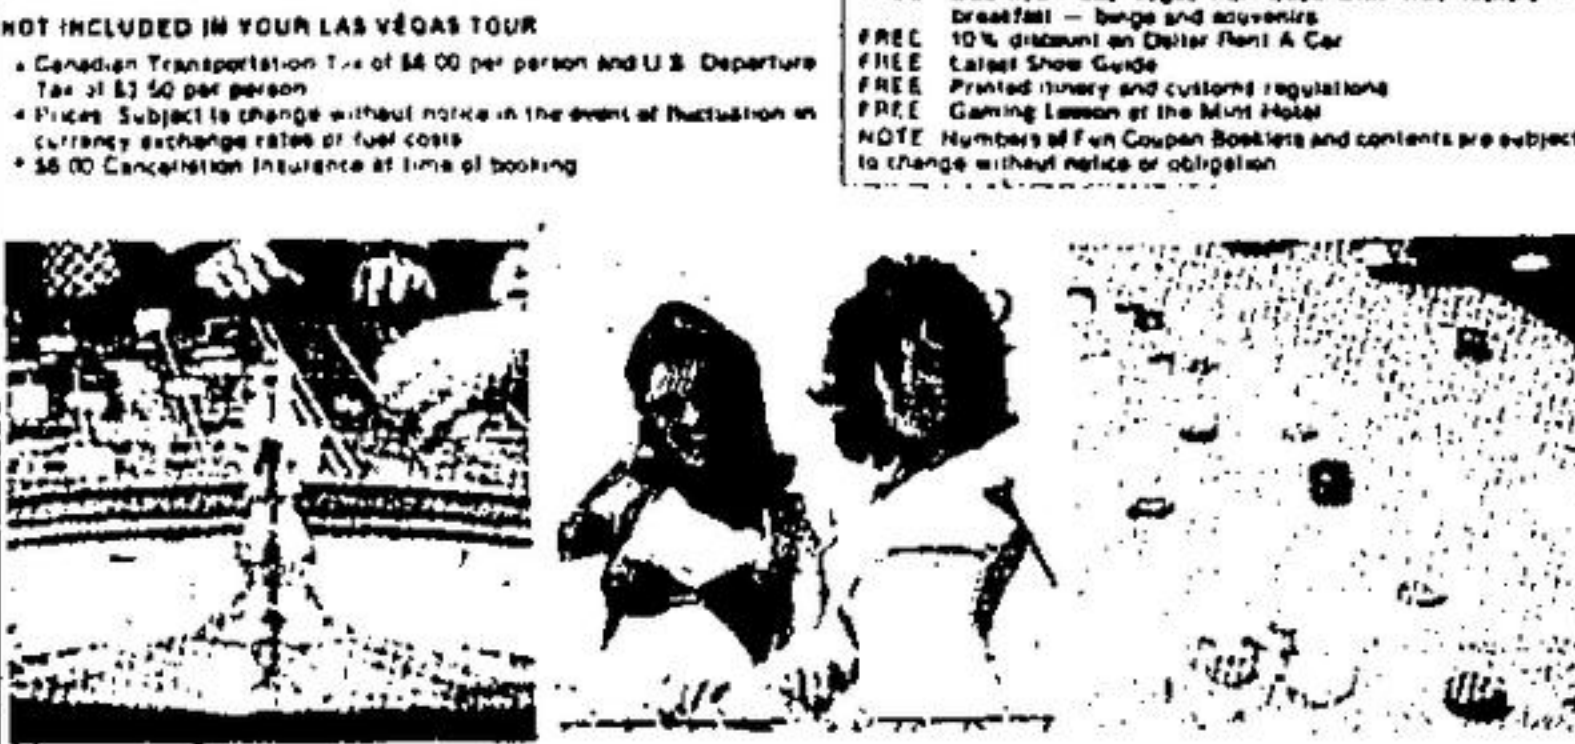 NOT INCLUDED IN YOUR LAS VEGAS TOUR
• Canadian Transportation Tax of $4.00 per person and U.S. Departure
Tax of $3.50 per person
• Prices Subject to change without notice in the event of fluctuation in
currency exchange rates or fuel costs
• $6.00 Cancellation Insurance at time of booking
breakfast — bingo and souvenirs
FREE 10% discount on Dollar Rent A Car
FREE Latest Show Guide
FREE Printed itinery and customs regulations
FREE Gaming Lesson at the Mint Hotel
NOTE Numbers of Fun Coupon Booklets and contents are subject
to change without notice or obligation